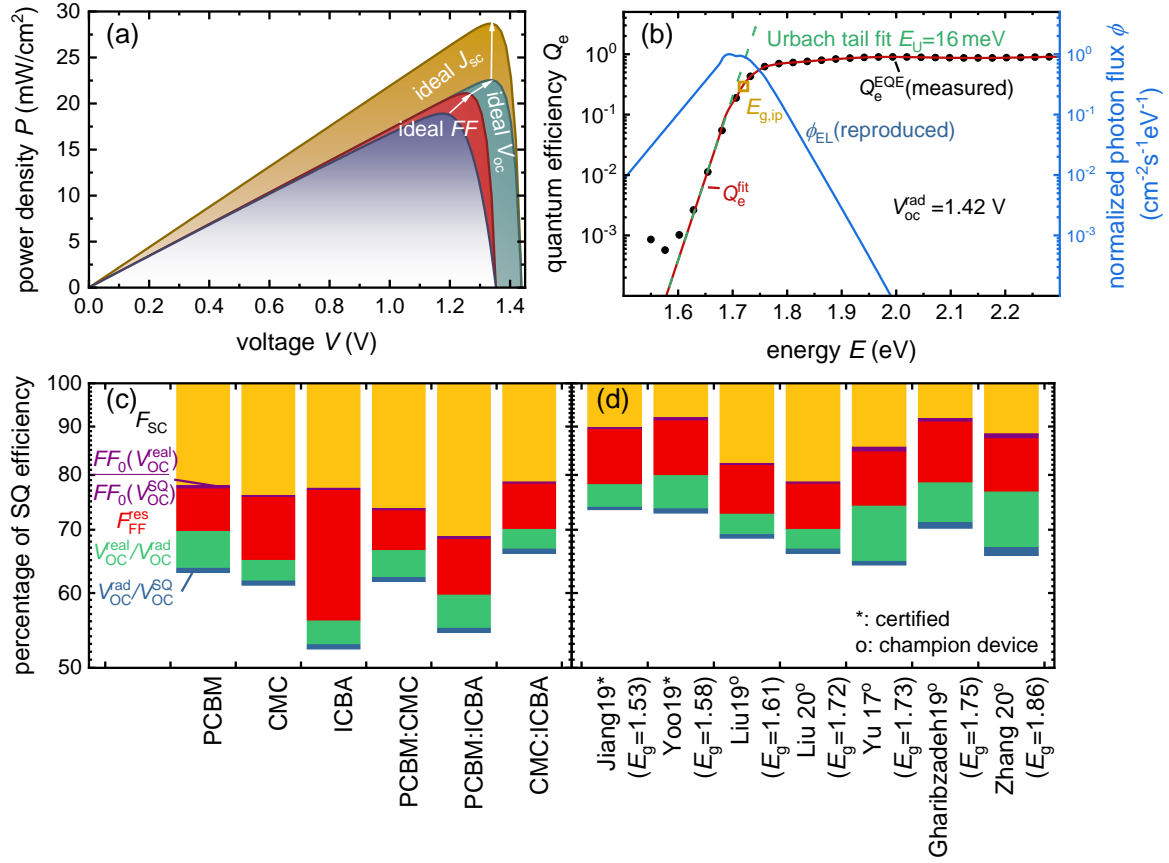 (a)
power density P (mW/cm²)
30
25
20
15
10
5
0
ideal J_SC
ideal FF
ideal V_oc
0.0 0.2 0.4 0.6 0.8 1.0 1.2 1.4
voltage V (V)
(b)
quantum efficiency Q_e
10^0
10^-1
10^-2
10^-3
Urbach tail fit E_U=16 meV
Q_e^EQE (measured)
E_g,ip
ϕ_EL (reproduced)
Q_e^fit
V_oc^rad =1.42 V
1.6 1.7 1.8 1.9 2.0 2.1 2.2
energy E (eV)
10^0
10^-1
10^-2
10^-3
normalized photon flux ϕ
(cm^-2s^-1eV^-1)
(c)
percentage of SQ efficiency
100
90
80
70
60
50
F_SC
FF_0(V_OC^real)
FF_0(V_OC^SQ)
F_FF^res
V_OC^real/V_OC^rad
V_OC^rad/V_OC^SQ
PCBM
CMC
ICBA
PCBM:CMC
PCBM:ICBA
CMC:ICBA
(d)
*: certified
o: champion device
Jiang19*
(E_g=1.53)
Yoo19*
(E_g=1.58)
Liu19^o
(E_g=1.61)
Liu 20^o
(E_g=1.72)
Yu 17^o
(E_g=1.73)
Gharibzadeh19^o
(E_g=1.75)
Zhang 20^o
(E_g=1.86)